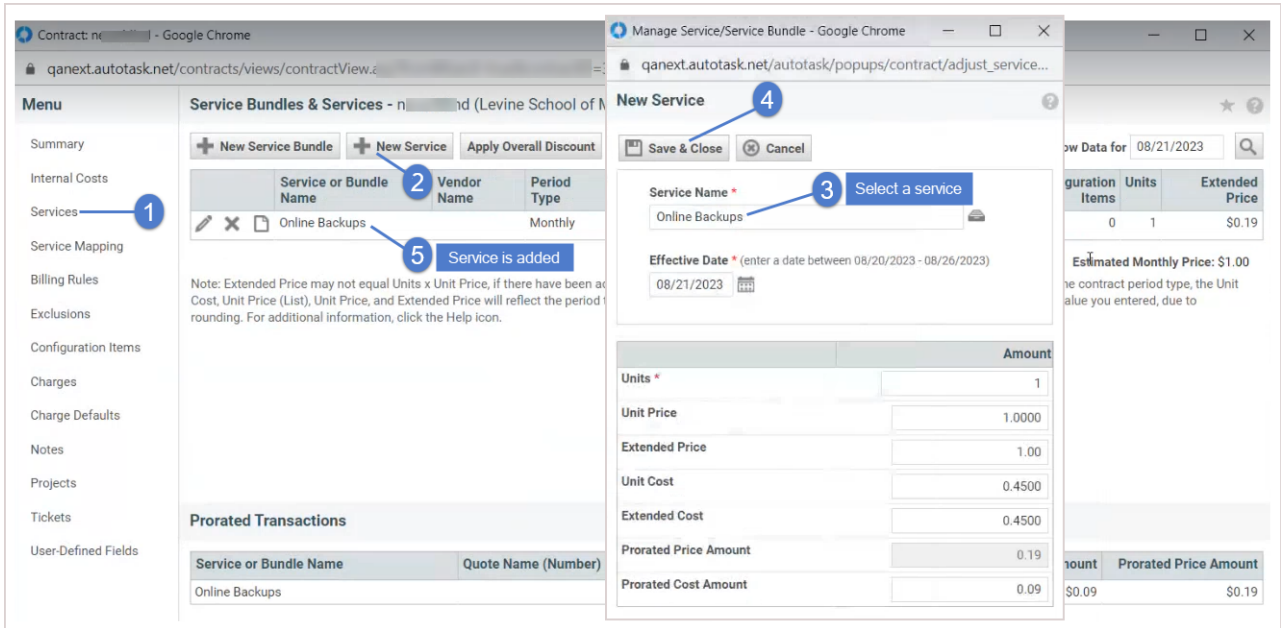 Contract: ne - Google Chrome
qanext.autotask.net/contracts/views/contractView.a =
Menu
Summary
Internal Costs
Services
1
Service Mapping
Billing Rules
Exclusions
Configuration Items
Charges
Charge Defaults
Notes
Projects
Tickets
User-Defined Fields
Service Bundles & Services - n nd (Levine School of M
New Service Bundle New Service Apply Overall Discount
ow Data for 08/21/2023
2
Service or Bundle Name Vendor Name Period Type
guration Items Units Extended Price
Online Backups Monthly
0 1 $0.19
5 Service is added
Estimated Monthly Price: $1.00
Note: Extended Price may not equal Units x Unit Price, if there have been ad
ne contract period type, the Unit
Cost, Unit Price (List), Unit Price, and Extended Price will reflect the period t
alue you entered, due to
rounding. For additional information, click the Help icon.
Prorated Transactions
Service or Bundle Name Quote Name (Number)
mount Prorated Price Amount
Online Backups
$0.09 $0.19
Manage Service/Service Bundle - Google Chrome
qanext.autotask.net/autotask/popups/contract/adjust_service...
New Service
4
Save & Close Cancel
Service Name *
3 Select a service
Online Backups
Effective Date * (enter a date between 08/20/2023 - 08/26/2023)
08/21/2023
Amount
Units * 1
Unit Price 1.0000
Extended Price 1.00
Unit Cost 0.4500
Extended Cost 0.4500
Prorated Price Amount 0.19
Prorated Cost Amount 0.09